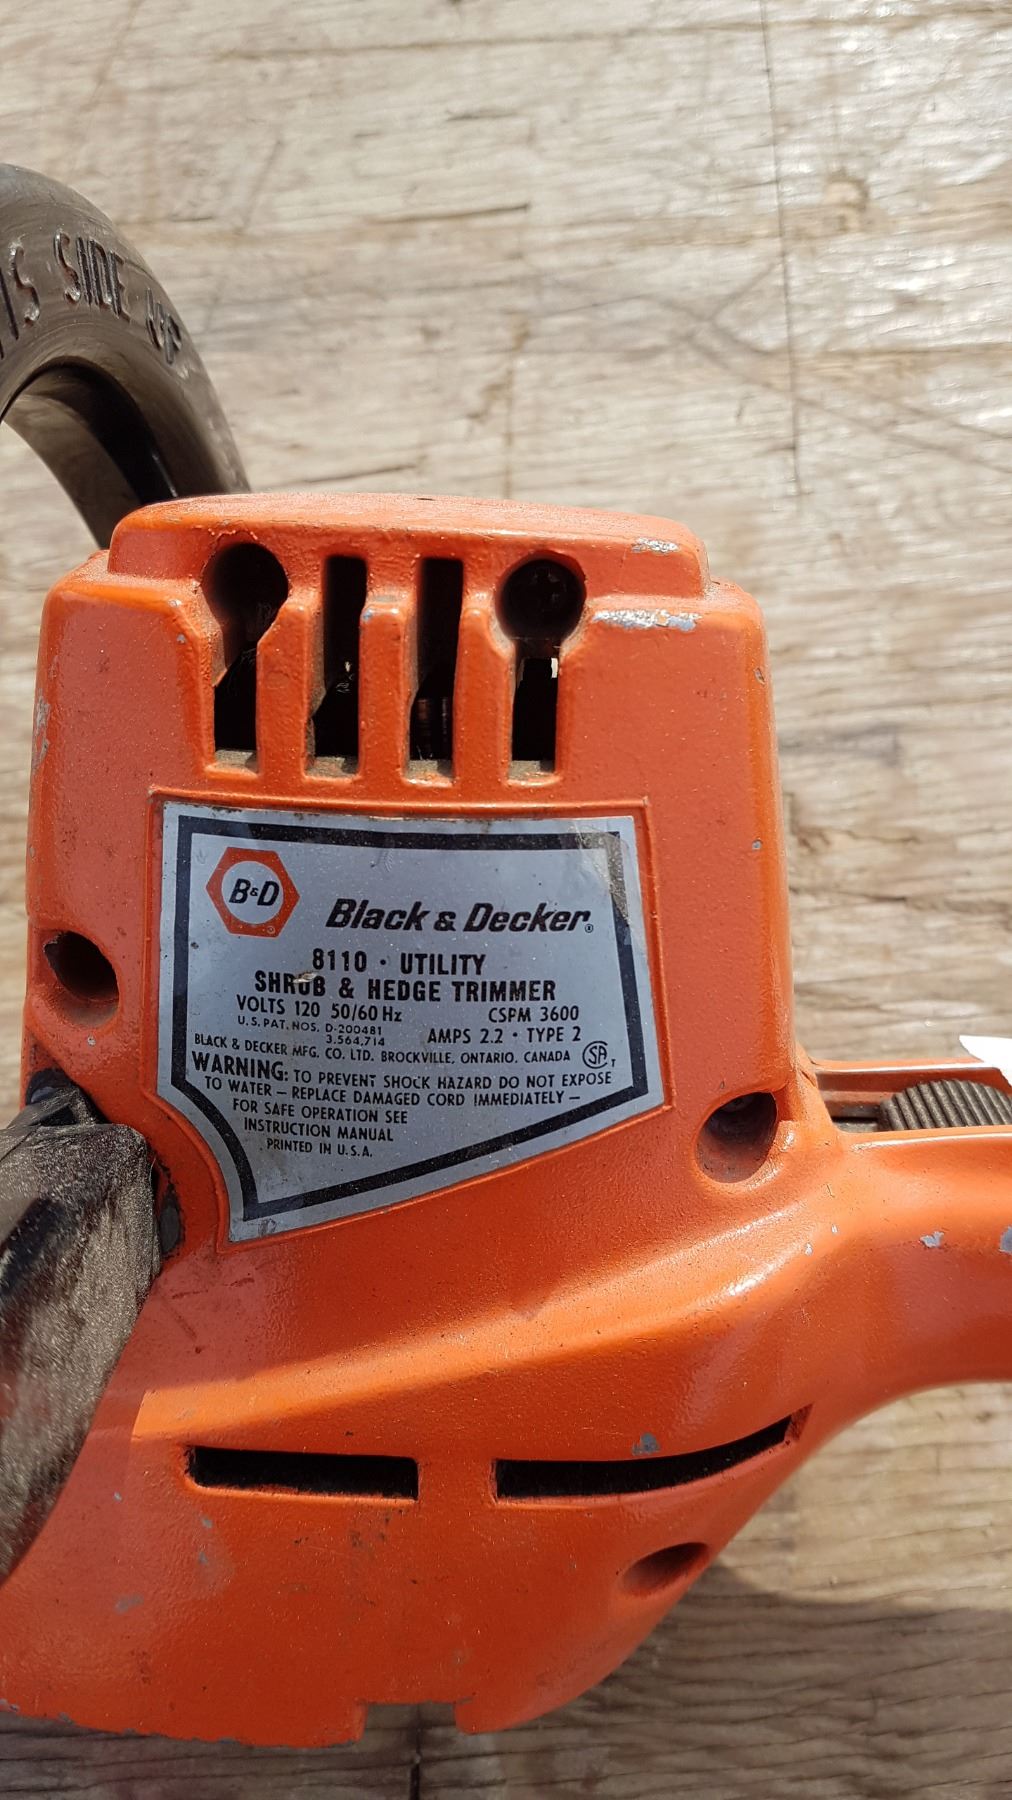 SIDE UP
B&D
®
Black & Decker®
8110 · UTILITY
SHRUB & HEDGE TRIMMER
VOLTS 120 50/60 Hz CSPM 3600
U.S. PAT. NOS. D-200481
3,564,714 AMPS 2.2 · TYPE 2
BLACK & DECKER MFG. CO. LTD. BROCKVILLE, ONTARIO. CANADA SA T
WARNING: TO PREVENT SHOCK HAZARD DO NOT EXPOSE
TO WATER – REPLACE DAMAGED CORD IMMEDIATELY –
FOR SAFE OPERATION SEE
INSTRUCTION MANUAL
PRINTED IN U.S.A.